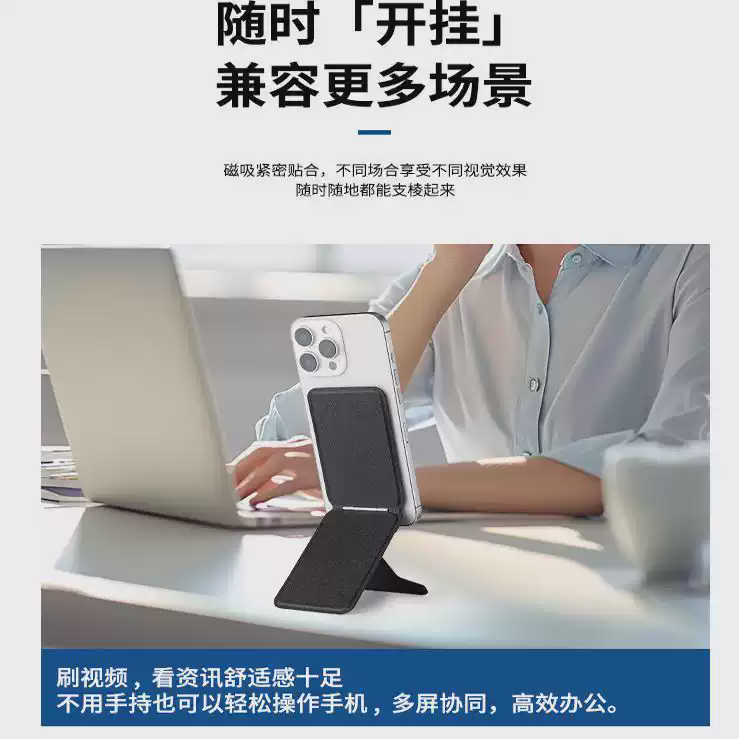 随时「开挂」
兼容更多场景
磁吸紧密贴合，不同场合享受不同视觉效果
随时随地都能支棱起来
刷视频，看资讯舒适感十足
不用手持也可以轻松操作手机，多屏协同，高效办公。